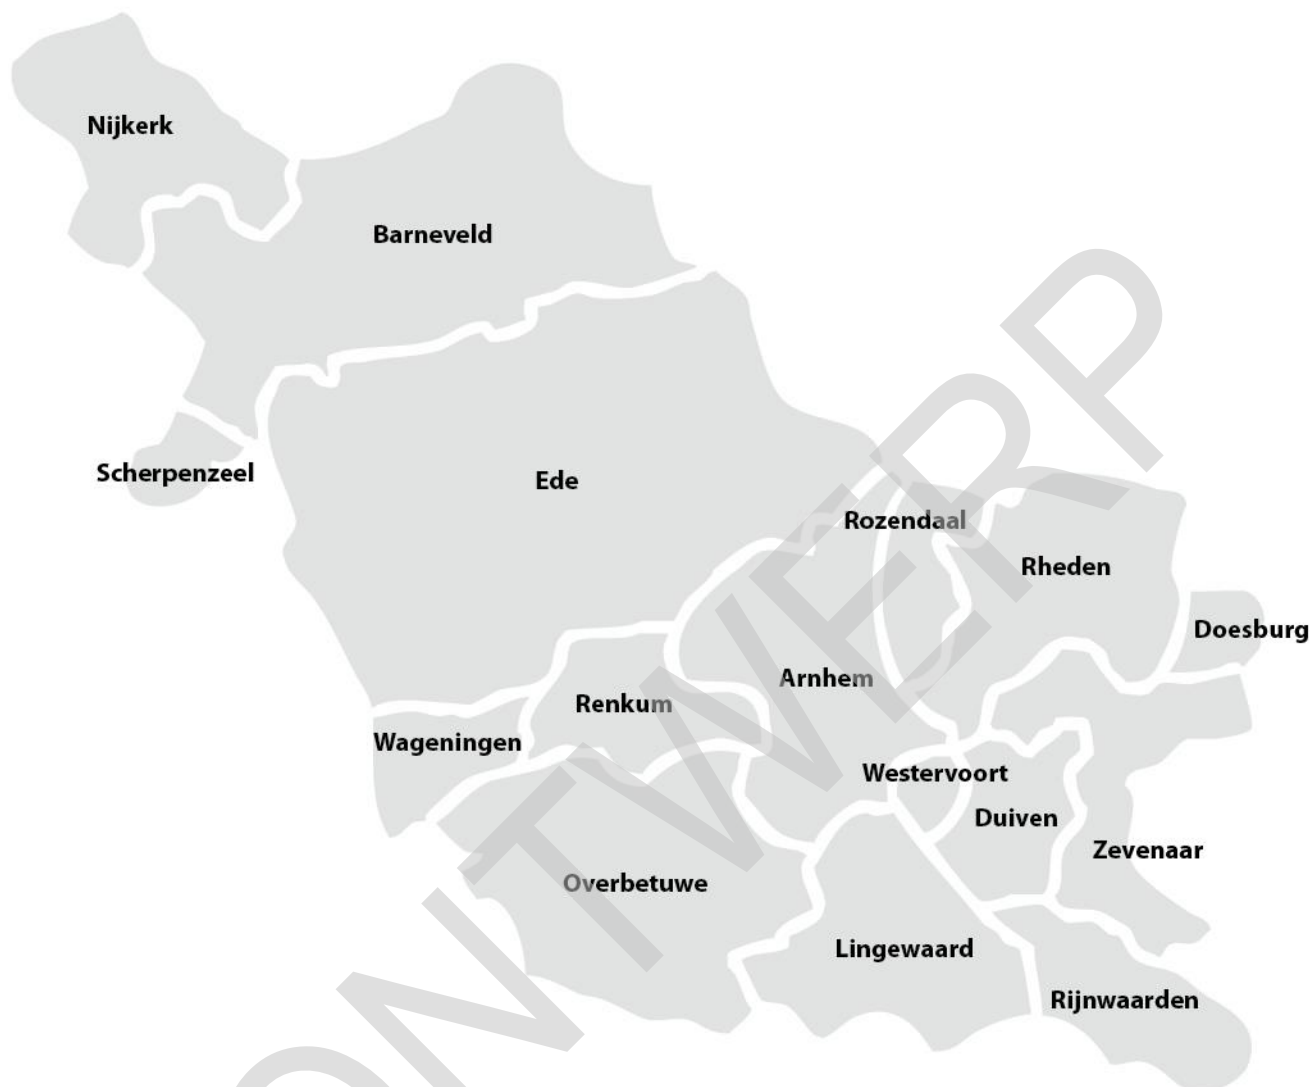 Nijkerk
Barneveld
Scherpenzeel
Ede
Rozendaal
Rheden
Doesburg
Arnhem
Renkum
Wageningen
Westervoort
Duiven
Zevenaar
Overbetuwe
Lingewaard
Rijnwaarden
ONTWERP